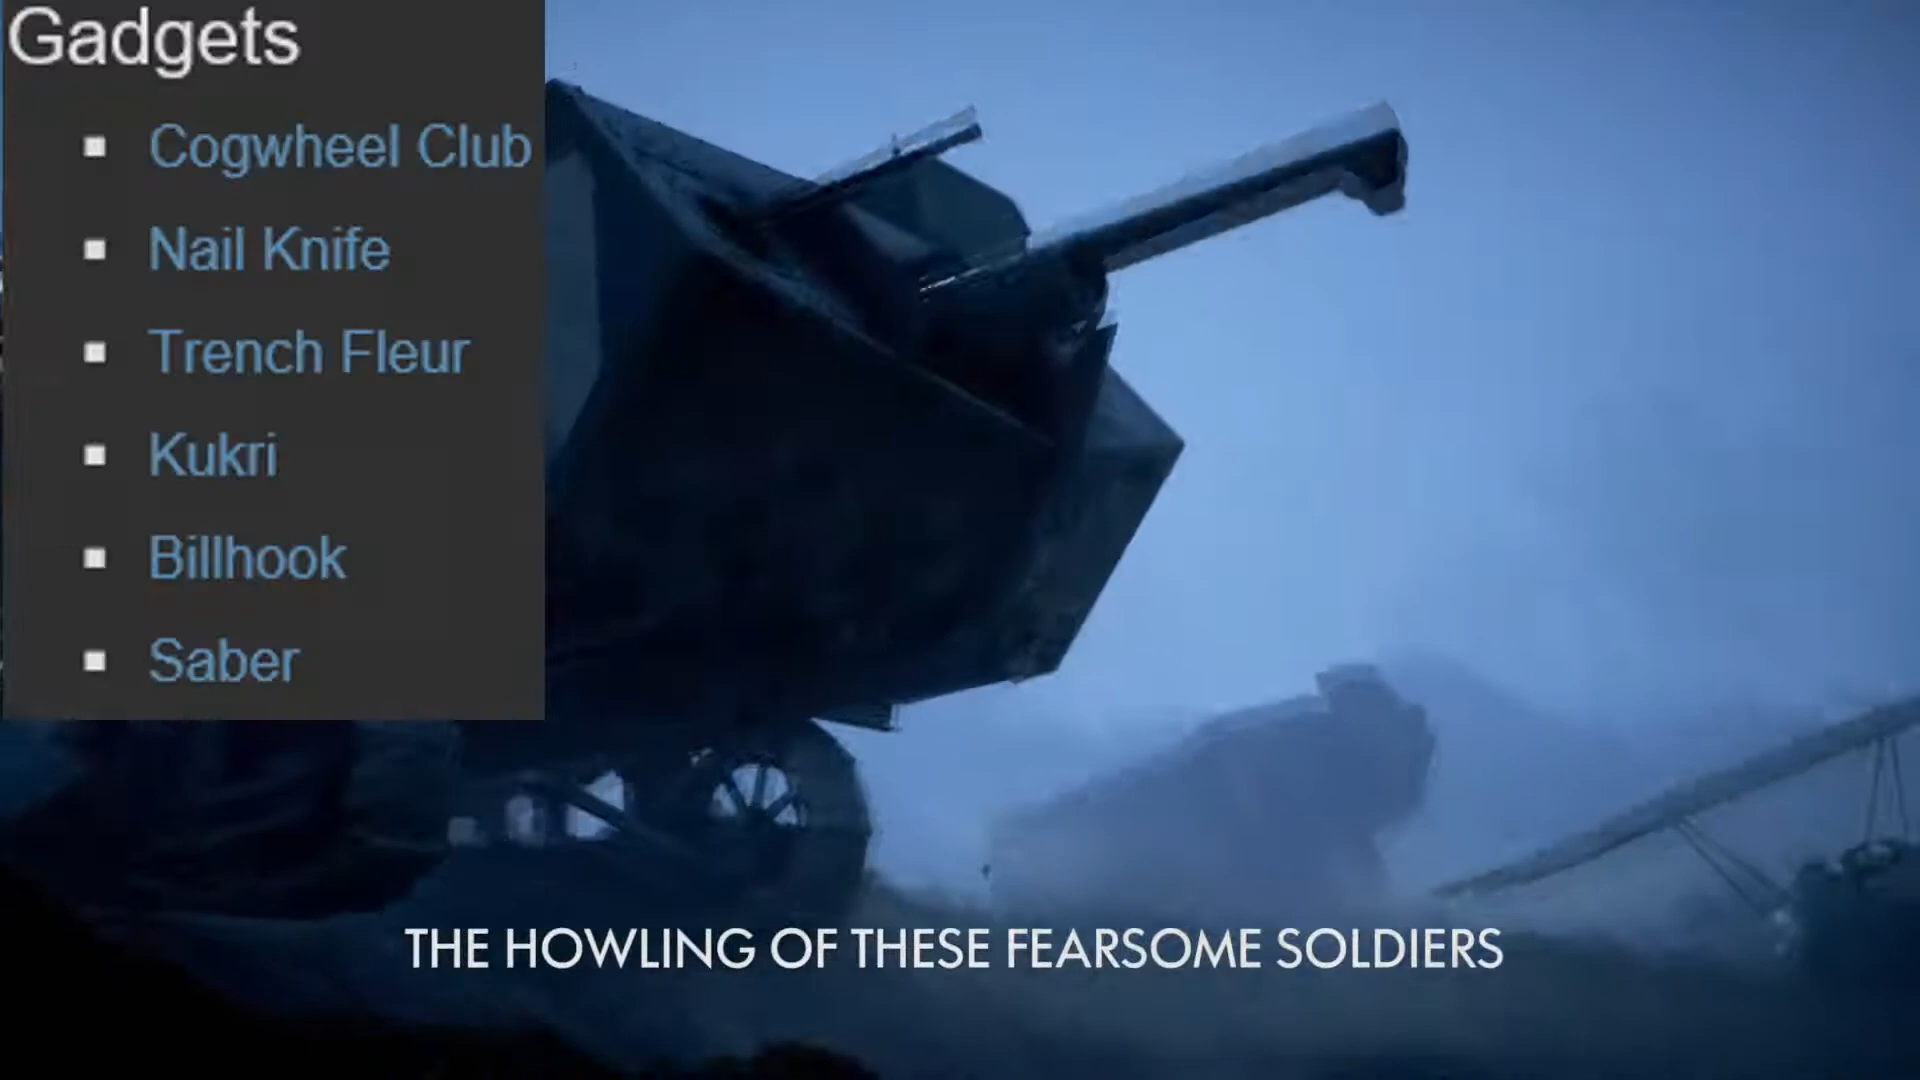 Gadgets
Cogwheel Club
Nail Knife
Trench Fleur
Kukri
Billhook
Saber
THE HOWLING OF THESE FEARSOME SOLDIERS